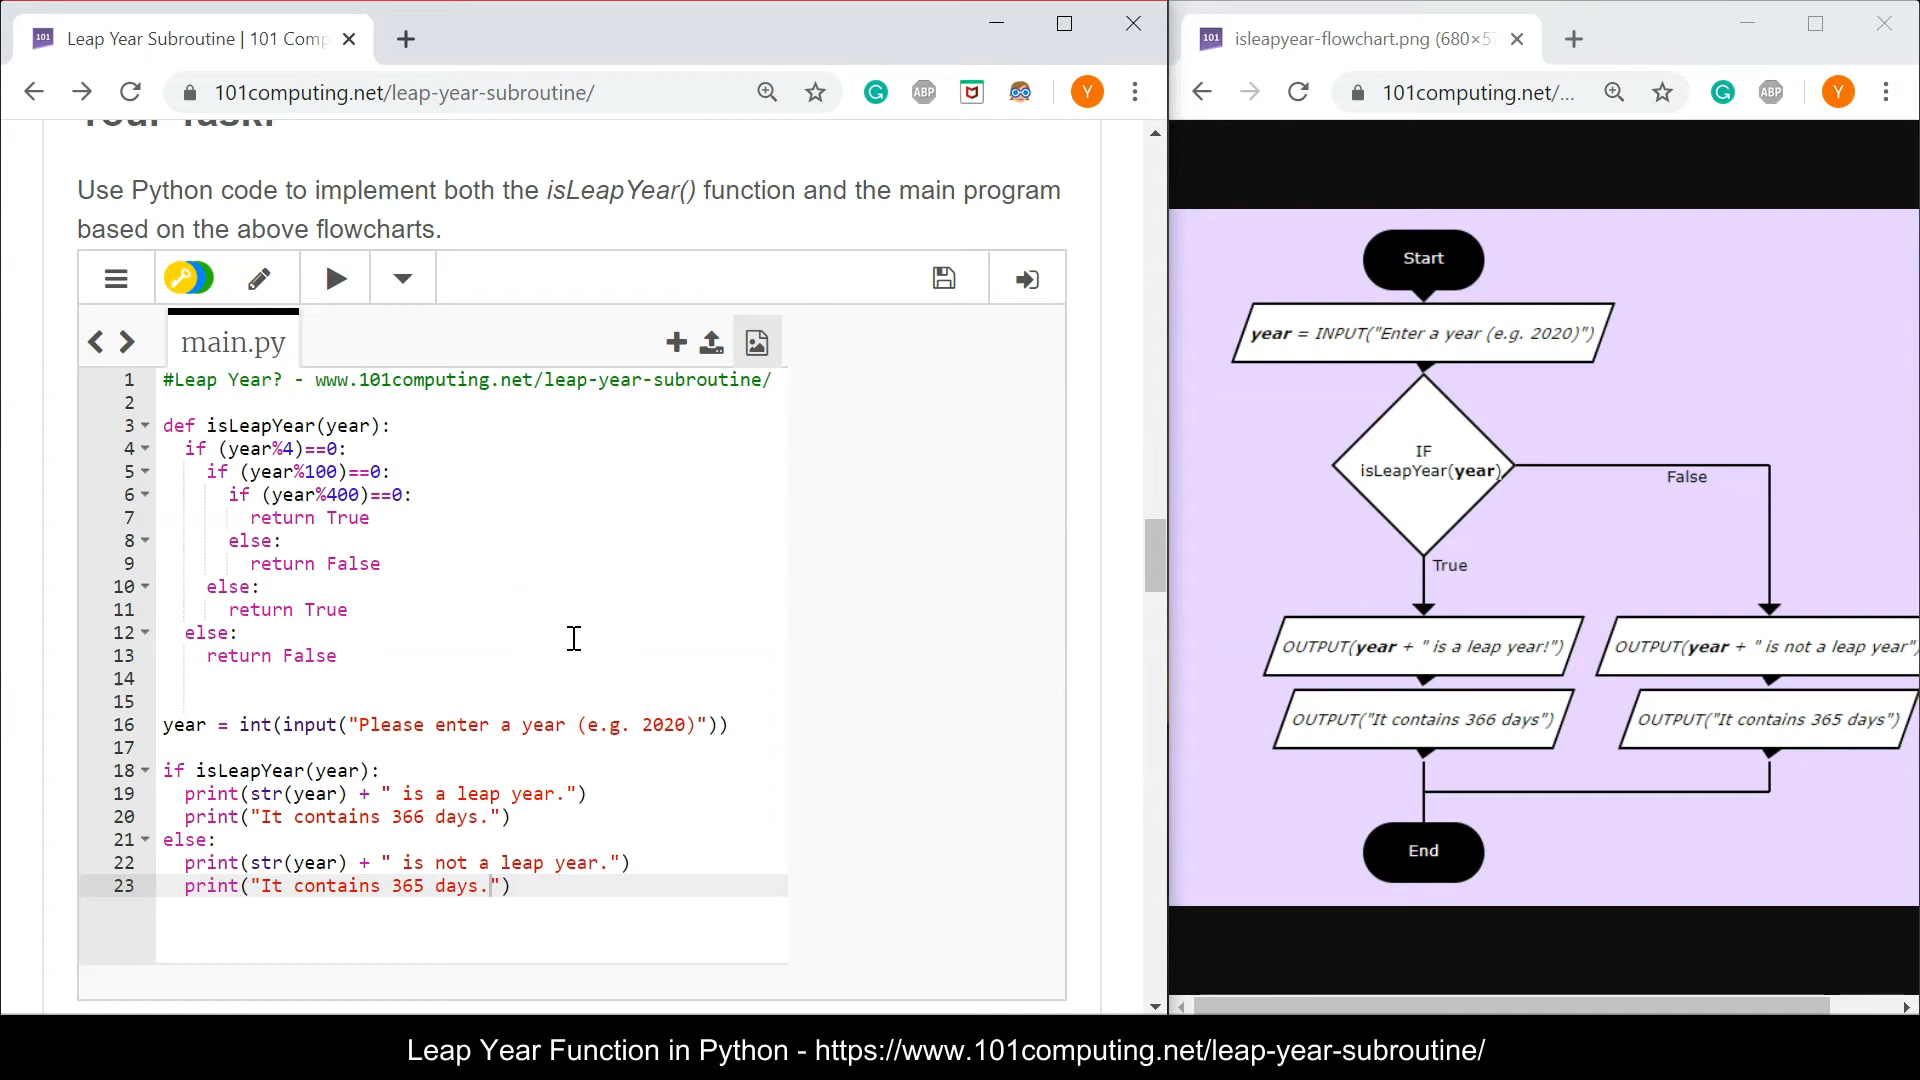 Leap Year Subroutine | 101 Comp
101computing.net/leap-year-subroutine/
ABP
Y
Your Task:
Use Python code to implement both the isLeapYear() function and the main program
based on the above flowcharts.
main.py
1 #Leap Year? - www.101computing.net/leap-year-subroutine/
2
3 def isLeapYear(year):
4 if (year%4)==0:
5 if (year%100)==0:
6 if (year%400)==0:
7 return True
8 else:
9 return False
10 else:
11 return True
12 else:
13 return False
14
15
16 year = int(input("Please enter a year (e.g. 2020)"))
17
18 if isLeapYear(year):
19 print(str(year) + " is a leap year.")
20 print("It contains 366 days.")
21 else:
22 print(str(year) + " is not a leap year.")
23 print("It contains 365 days.")
101 isleapyear-flowchart.png (680×5
101computing.net/...
ABP
Y
Start
year = INPUT("Enter a year (e.g. 2020)")
IF
isLeapYear(year)
False
True
OUTPUT(year + " is a leap year!")
OUTPUT(year + " is not a leap year")
OUTPUT("It contains 366 days")
OUTPUT("It contains 365 days")
End
Leap Year Function in Python - https://www.101computing.net/leap-year-subroutine/